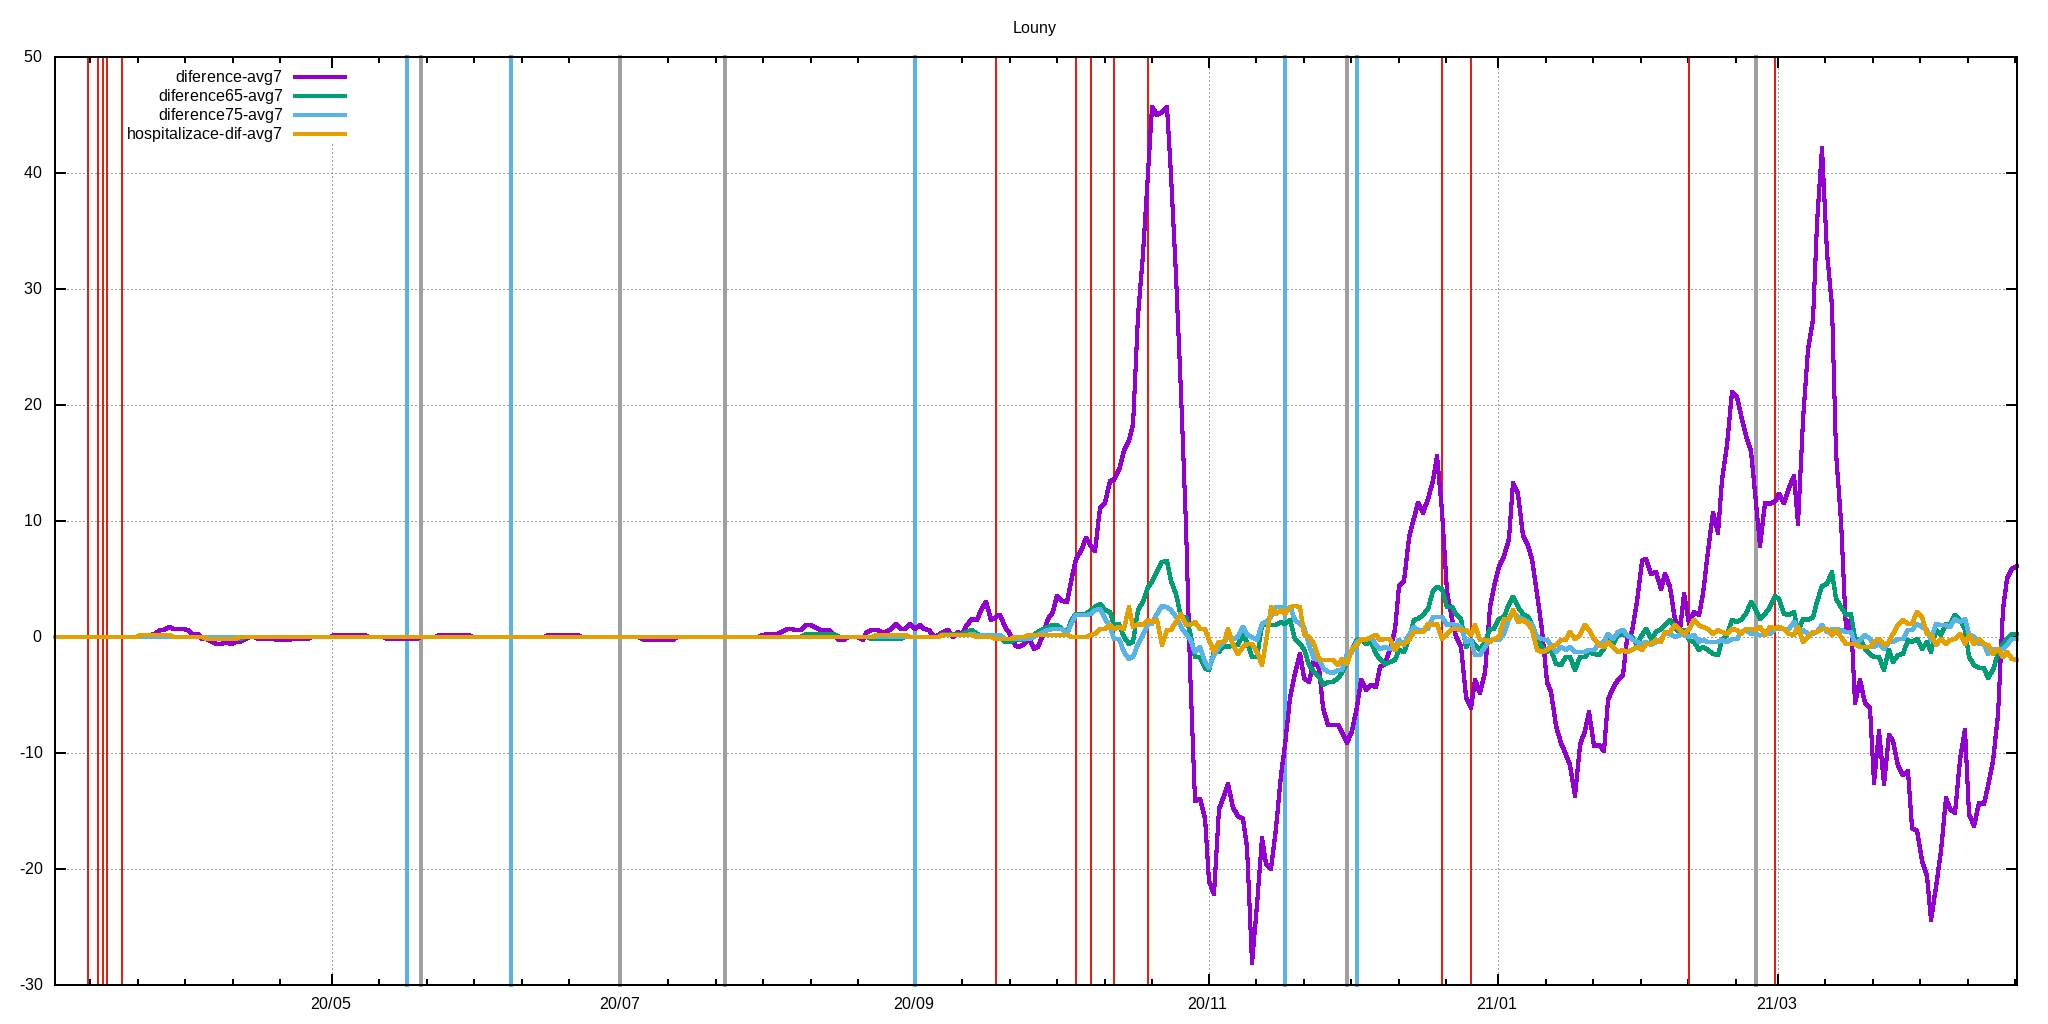 Louny
diference-avg7
diference65-avg7
diference75-avg7
hospitalizace-dif-avg7
50
40
30
20
10
0
-10
-20
-30
20/05 20/07 20/09 20/11 21/01 21/03